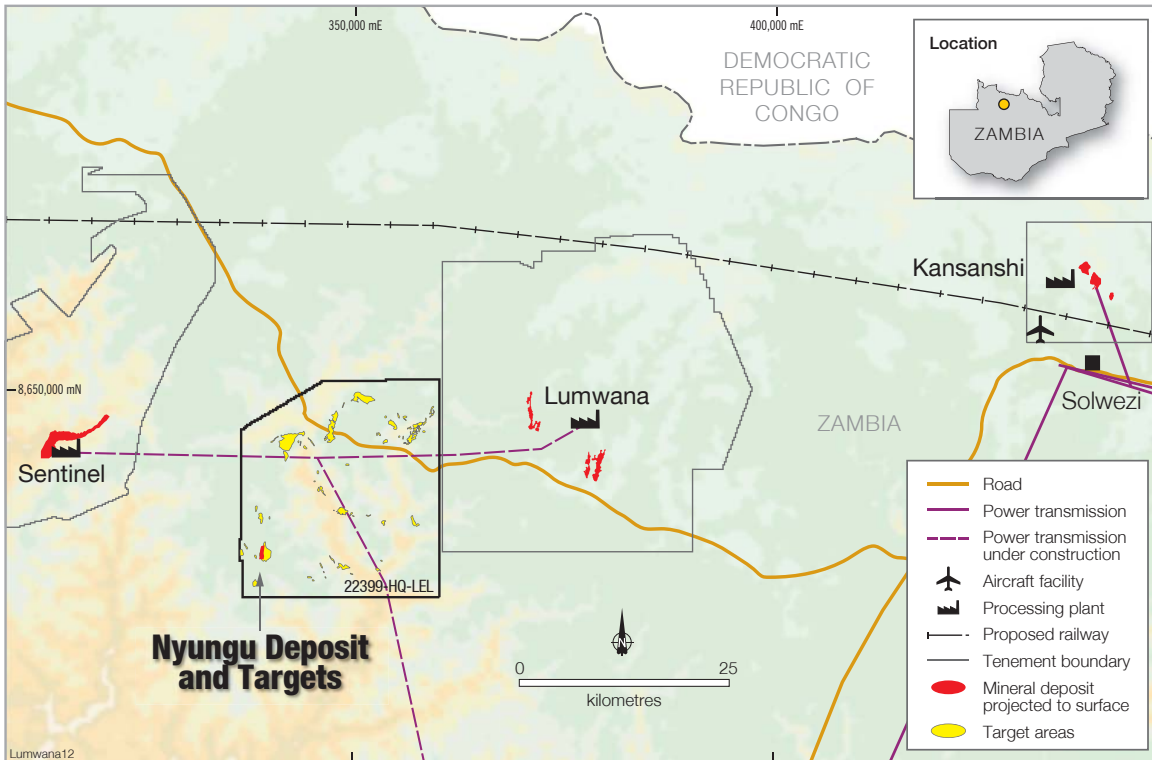 350,000 mE
400,000 mE
DEMOCRATIC
REPUBLIC OF
CONGO
Location
ZAMBIA
Kansanshi
8,650,000 mN
Lumwana
ZAMBIA
Solwezi
Sentinel
22399-HQ-LEL
Nyungu Deposit
and Targets
N
0 25
kilometres
Road
Power transmission
Power transmission
under construction
Aircraft facility
Processing plant
Proposed railway
Tenement boundary
Mineral deposit
projected to surface
Target areas
Lumwana12